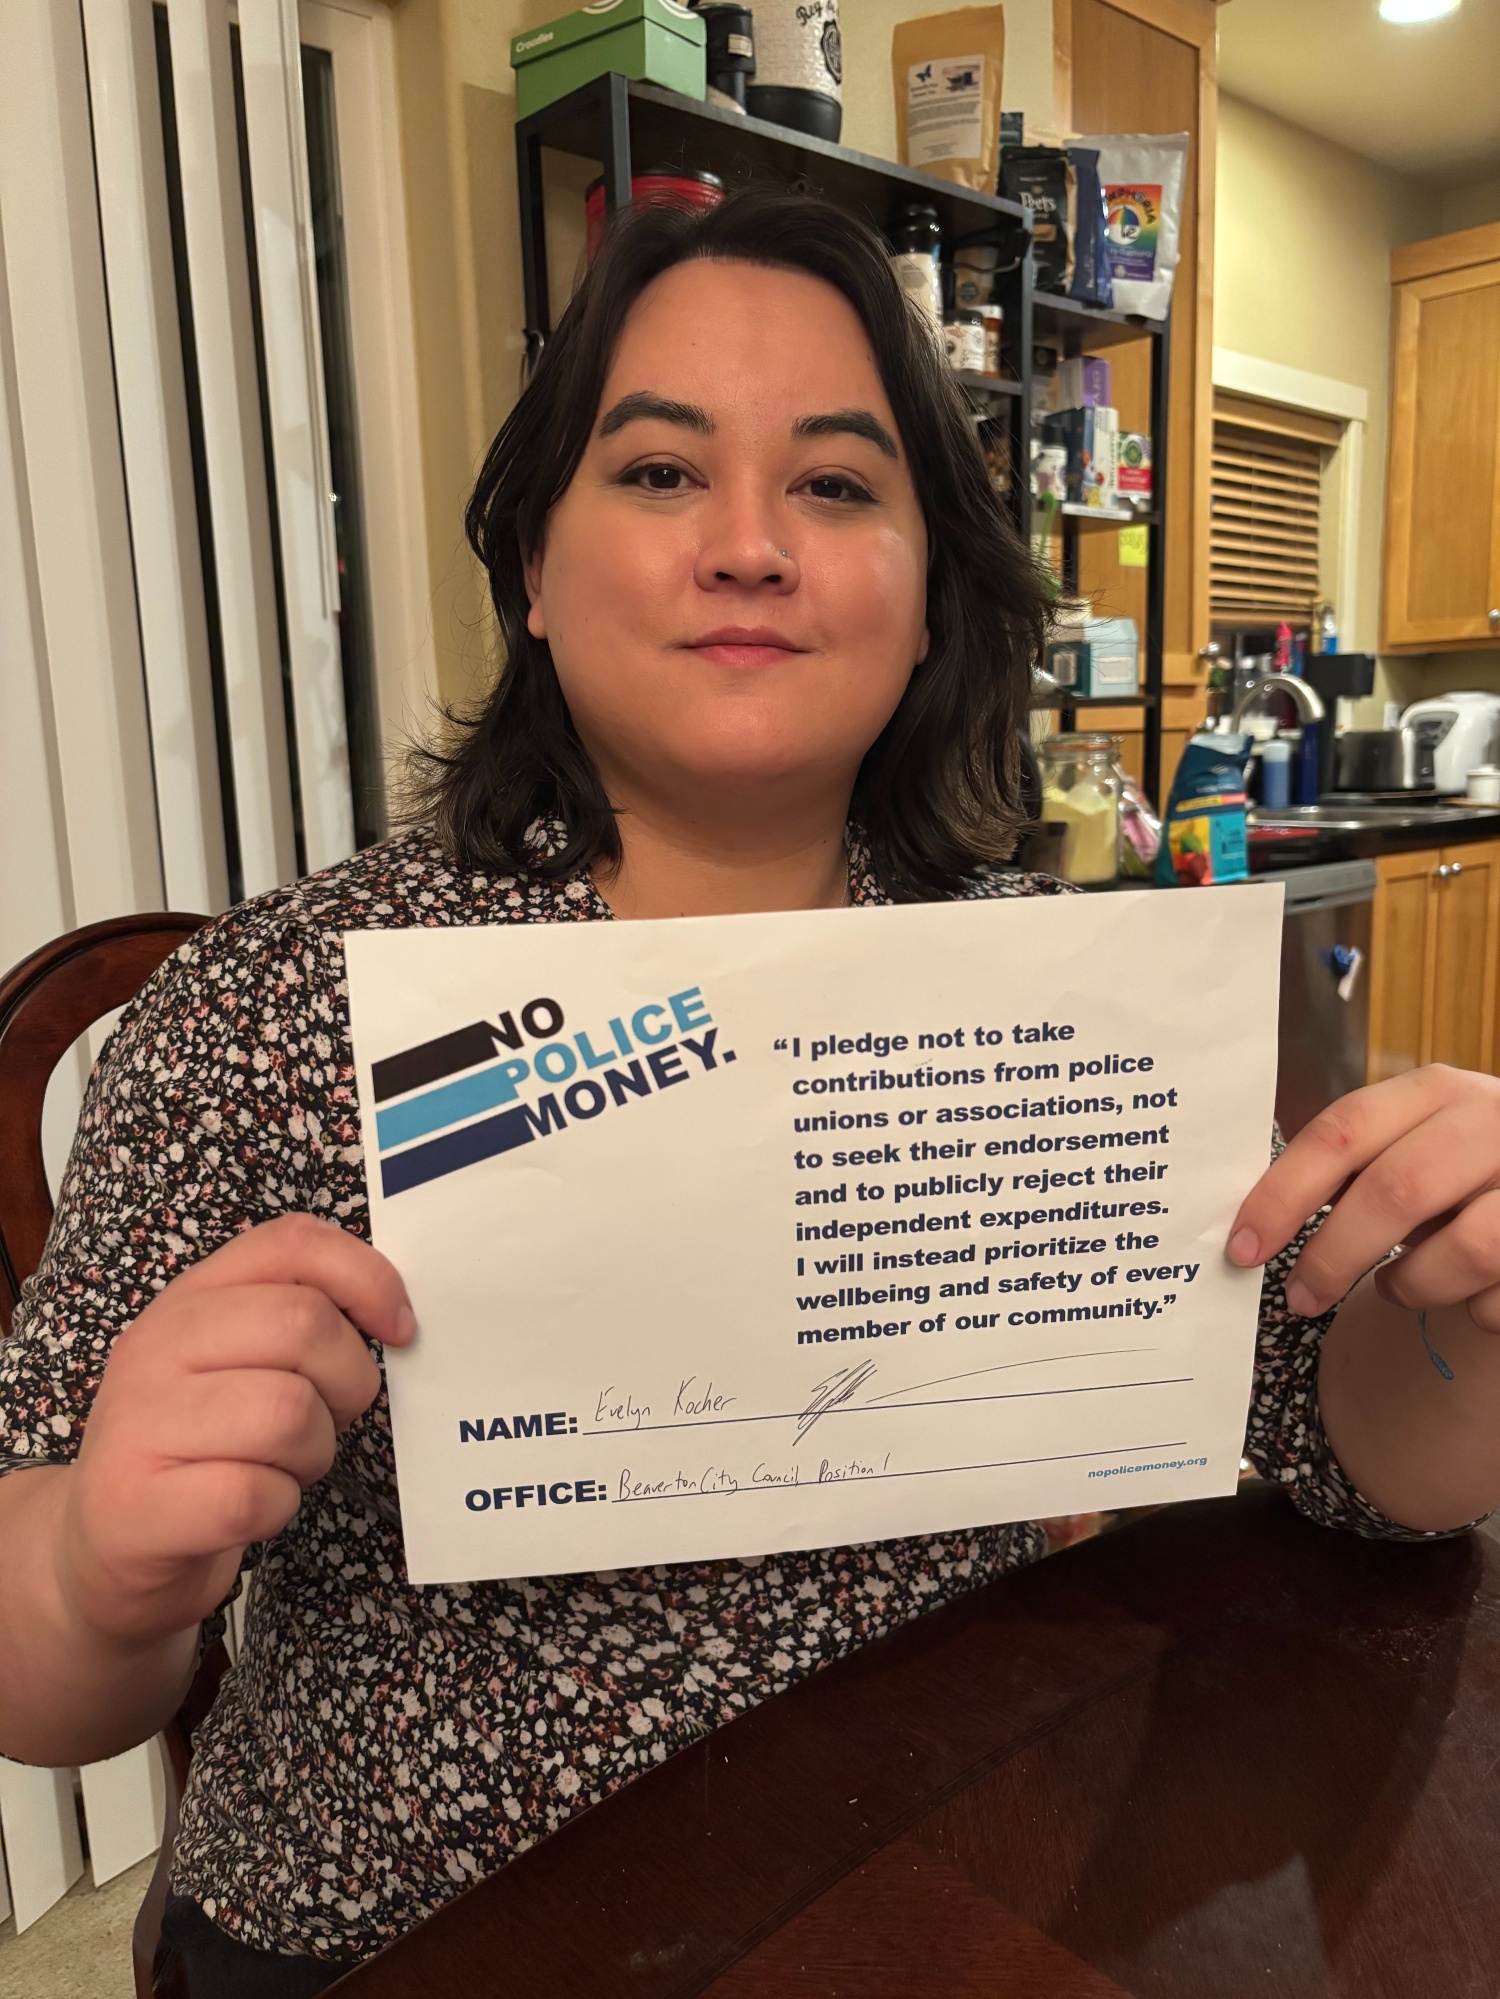 Crocodiles
Peet's
NO
POLICE
MONEY.
“I pledge not to take
contributions from police
unions or associations, not
to seek their endorsement
and to publicly reject their
independent expenditures.
I will instead prioritize the
wellbeing and safety of every
member of our community.”
NAME: Evelyn Kocher
OFFICE: Beaverton City Council, Position 1
nopolicemoney.org